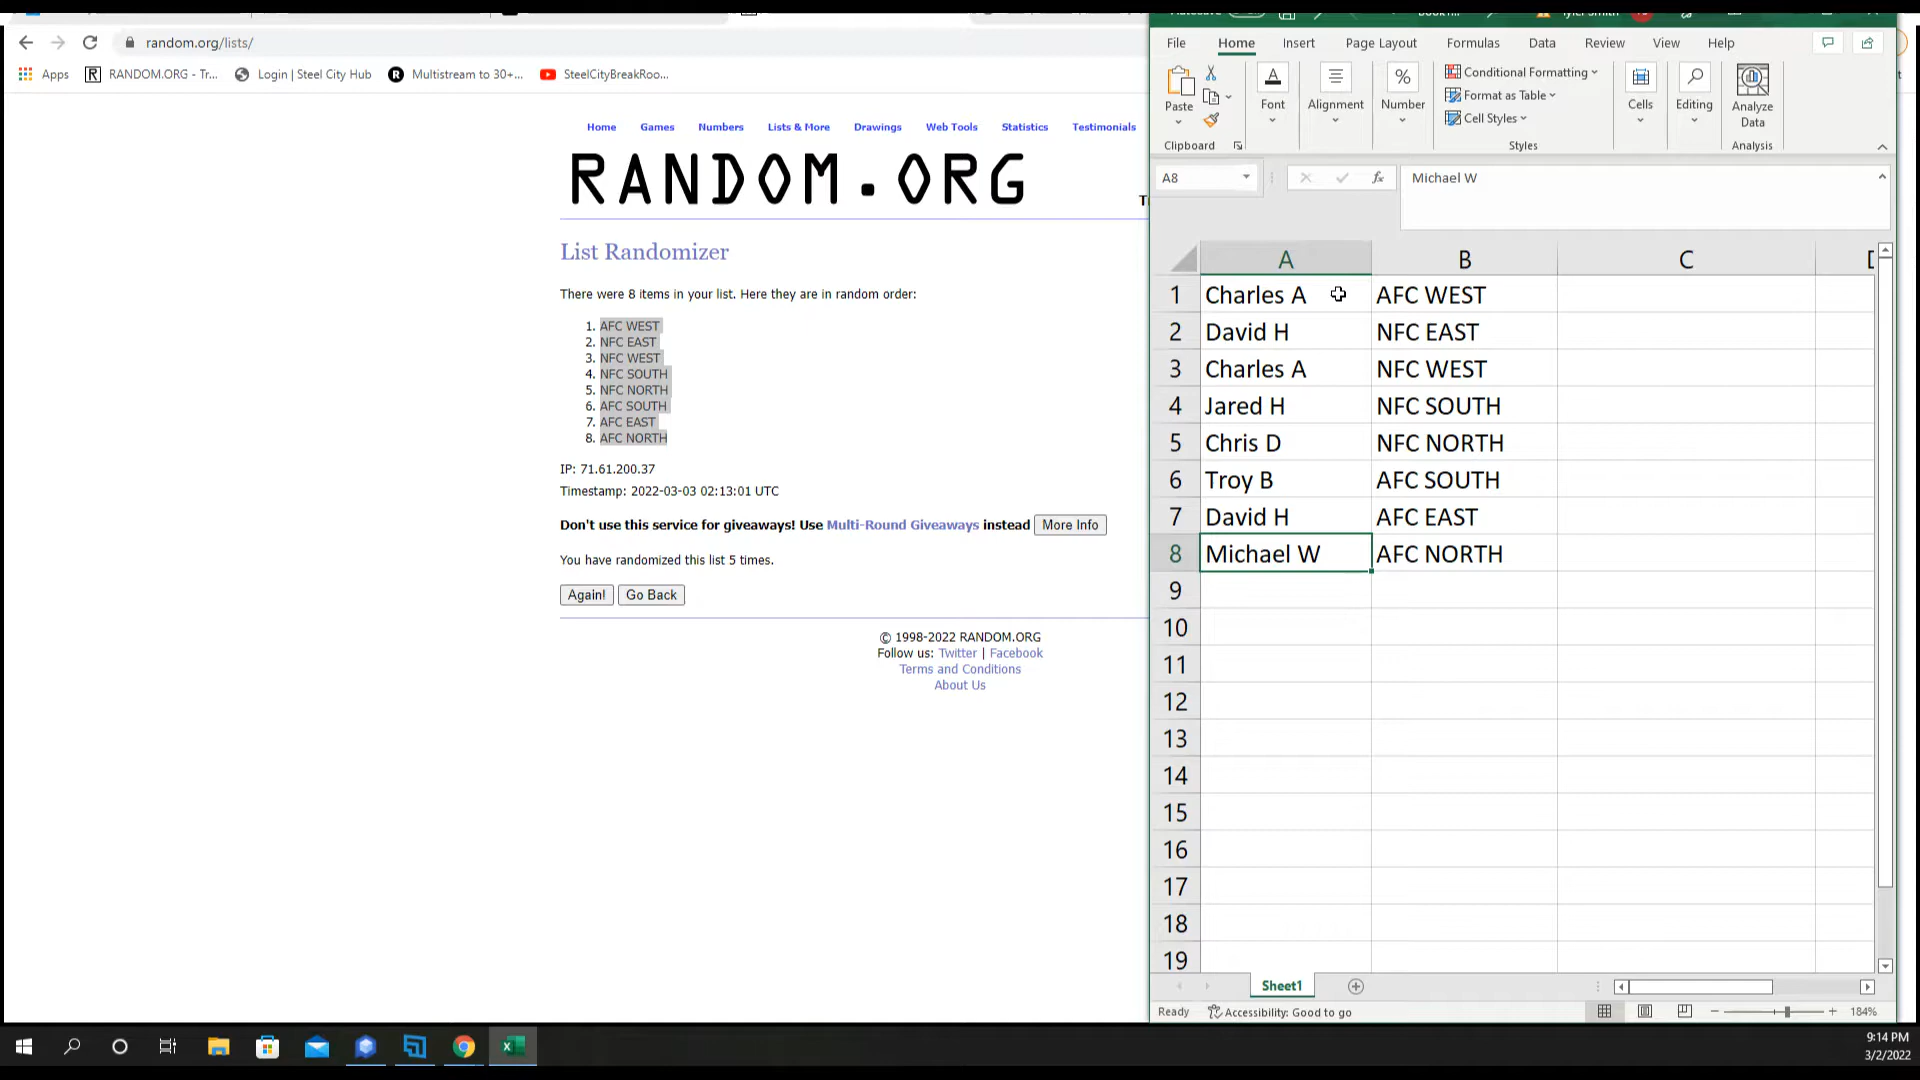 random.org/lists/
Apps RANDOM.ORG - Tr... Login | Steel City Hub Multistream to 30+... SteelCityBreakRoo...
Home Games Numbers Lists & More Drawings Web Tools Statistics Testimonials
RANDOM.ORG
List Randomizer
There were 8 items in your list. Here they are in random order:
1. AFC WEST
2. NFC EAST
3. NFC WEST
4. NFC SOUTH
5. NFC NORTH
6. AFC SOUTH
7. AFC EAST
8. AFC NORTH
IP: 71.61.200.37
Timestamp: 2022-03-03 02:13:01 UTC
Don't use this service for giveaways! Use Multi-Round Giveaways instead More Info
You have randomized this list 5 times.
Again! Go Back
© 1998-2022 RANDOM.ORG
Follow us: Twitter | Facebook
Terms and Conditions
About Us
File Home Insert Page Layout Formulas Data Review View Help
Paste Font Alignment Number Conditional Formatting Format as Table Cell Styles Cells Editing Analyze Data
Clipboard Styles Analysis
A8 fx Michael W
A B C
1 Charles A AFC WEST
2 David H NFC EAST
3 Charles A NFC WEST
4 Jared H NFC SOUTH
5 Chris D NFC NORTH
6 Troy B AFC SOUTH
7 David H AFC EAST
8 Michael W AFC NORTH
9
10
11
12
13
14
15
16
17
18
19
Sheet1
Ready Accessibility: Good to go 184%
9:14 PM
3/2/2022